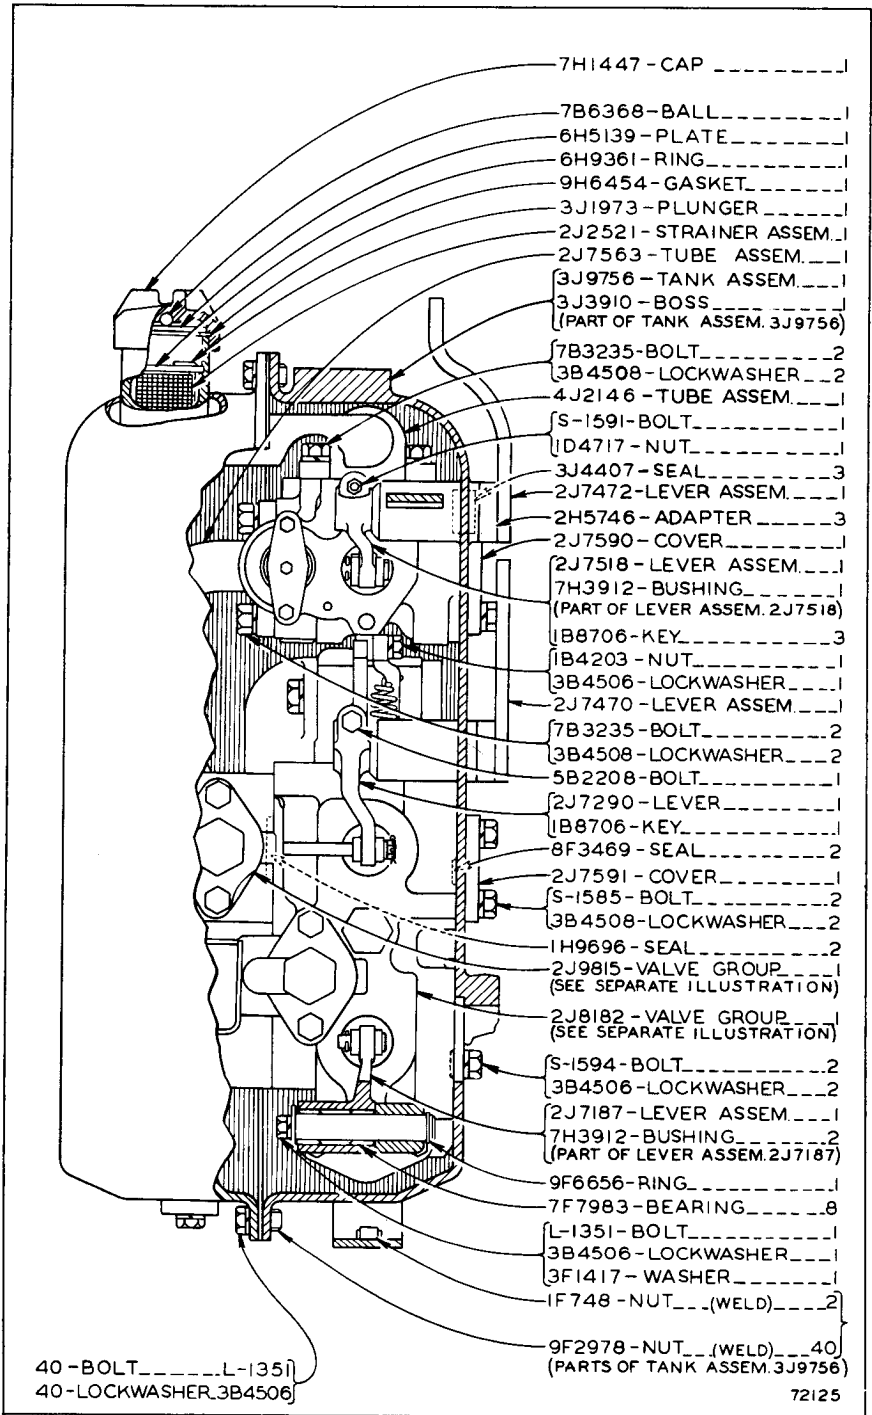 7H1447-CAP 1
7B6368-BALL 1
6H5139-PLATE 1
6H9361-RING 1
9H6454-GASKET 1
3J1973-PLUNGER 1
2J2521-STRAINER ASSEM. 1
2J7563-TUBE ASSEM. 1
3J9756-TANK ASSEM. 1
3J3910-BOSS 1
(PART OF TANK ASSEM. 3J9756)
7B3235-BOLT 2
3B4508-LOCKWASHER 2
4J2146-TUBE ASSEM. 1
S-1591-BOLT 1
1D4717-NUT 1
3J4407-SEAL 3
2J7472-LEVER ASSEM. 1
2H5746-ADAPTER 3
2J7590-COVER 1
2J7518-LEVER ASSEM. 1
7H3912-BUSHING 1
(PART OF LEVER ASSEM. 2J7518)
1B8706-KEY 3
1B4203-NUT 1
3B4506-LOCKWASHER 1
2J7470-LEVER ASSEM. 1
7B3235-BOLT 2
3B4508-LOCKWASHER 2
5B2208-BOLT 1
2J7290-LEVER 1
1B8706-KEY 1
8F3469-SEAL 2
2J7591-COVER 1
S-1585-BOLT 2
3B4508-LOCKWASHER 2
1H9696-SEAL 2
2J9815-VALVE GROUP 1
(SEE SEPARATE ILLUSTRATION)
2J8182-VALVE GROUP 1
(SEE SEPARATE ILLUSTRATION)
S-1594-BOLT 2
3B4506-LOCKWASHER 2
2J7187-LEVER ASSEM. 1
7H3912-BUSHING 2
(PART OF LEVER ASSEM. 2J7187)
9F6656-RING 1
7F7983-BEARING 8
L-1351-BOLT 1
3B4506-LOCKWASHER 1
3F1417-WASHER 1
1F748-NUT (WELD) 2
9F2978-NUT (WELD) 40
(PARTS OF TANK ASSEM. 3J9756)
40-BOLT L-1351
40-LOCKWASHER 3B4506
72125